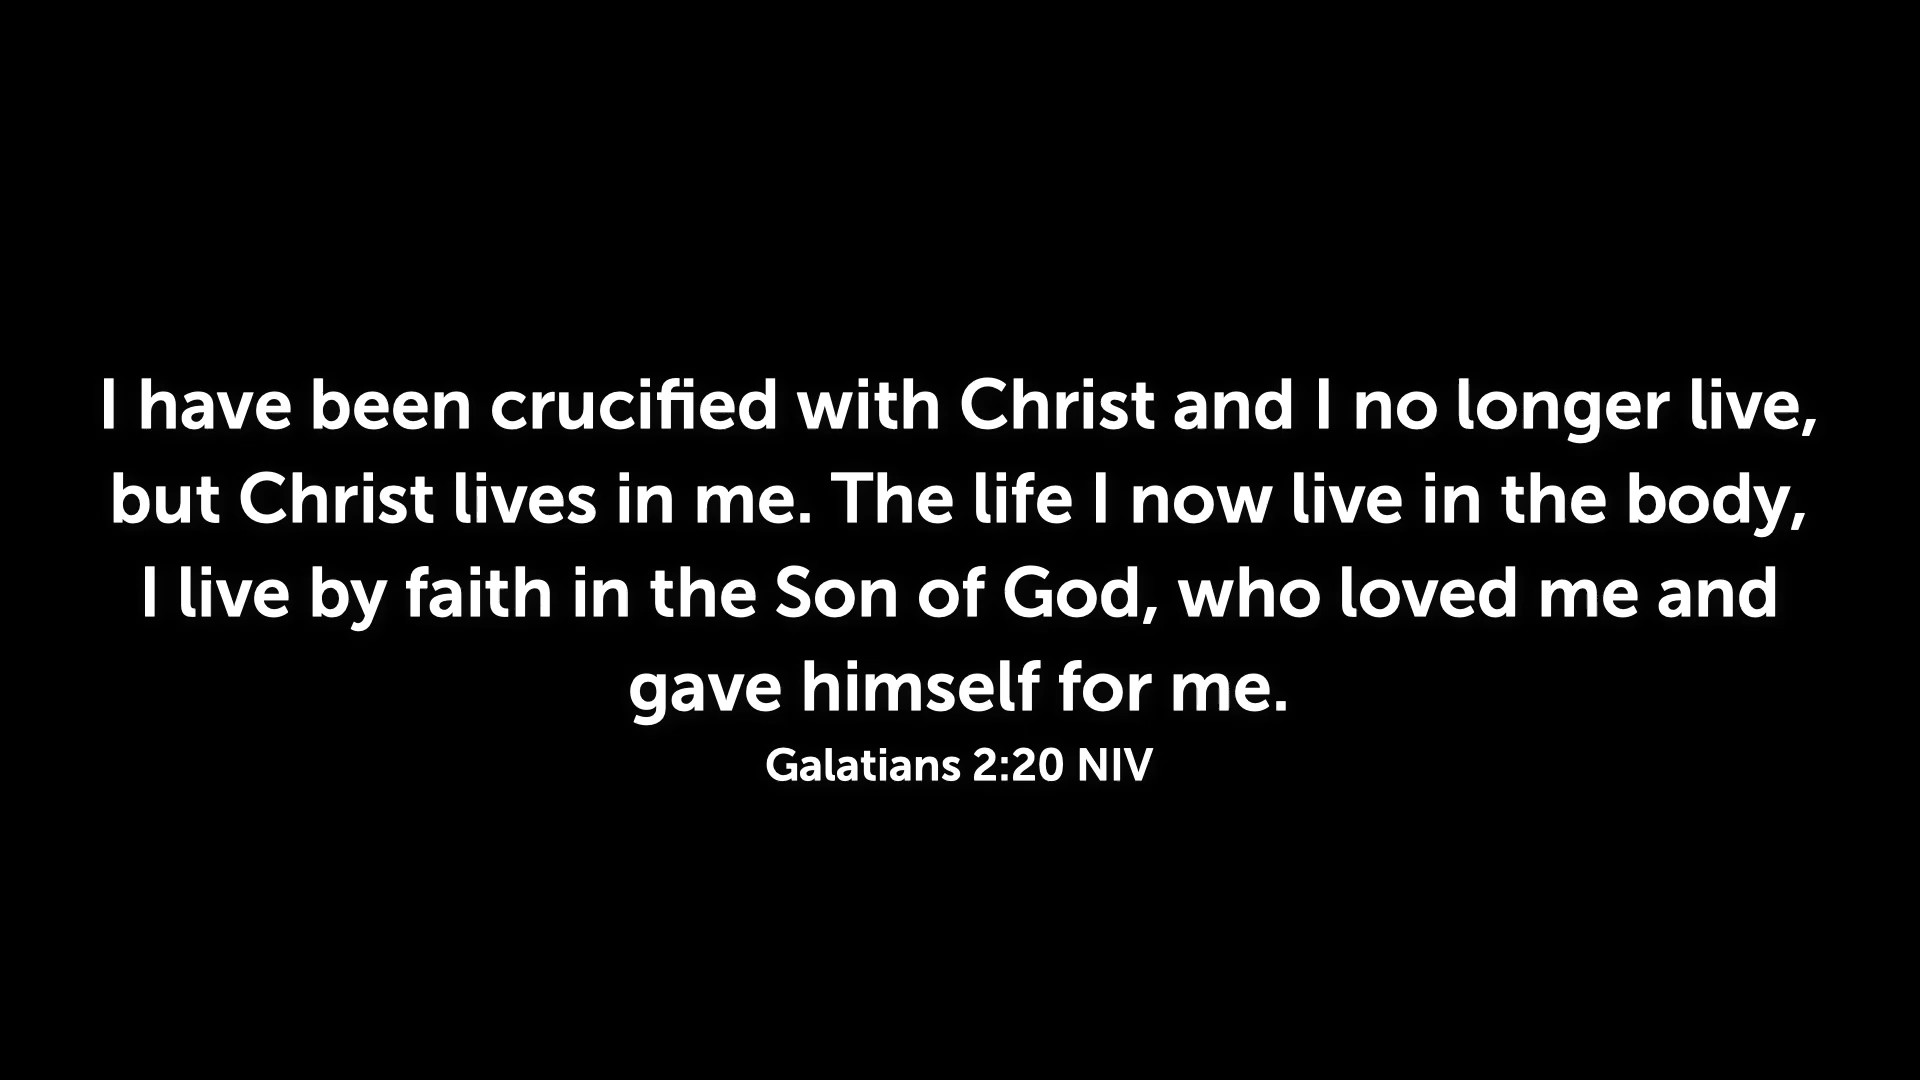 I have been crucified with Christ and I no longer live,
but Christ lives in me. The life I now live in the body,
I live by faith in the Son of God, who loved me and
gave himself for me.
Galatians 2:20 NIV